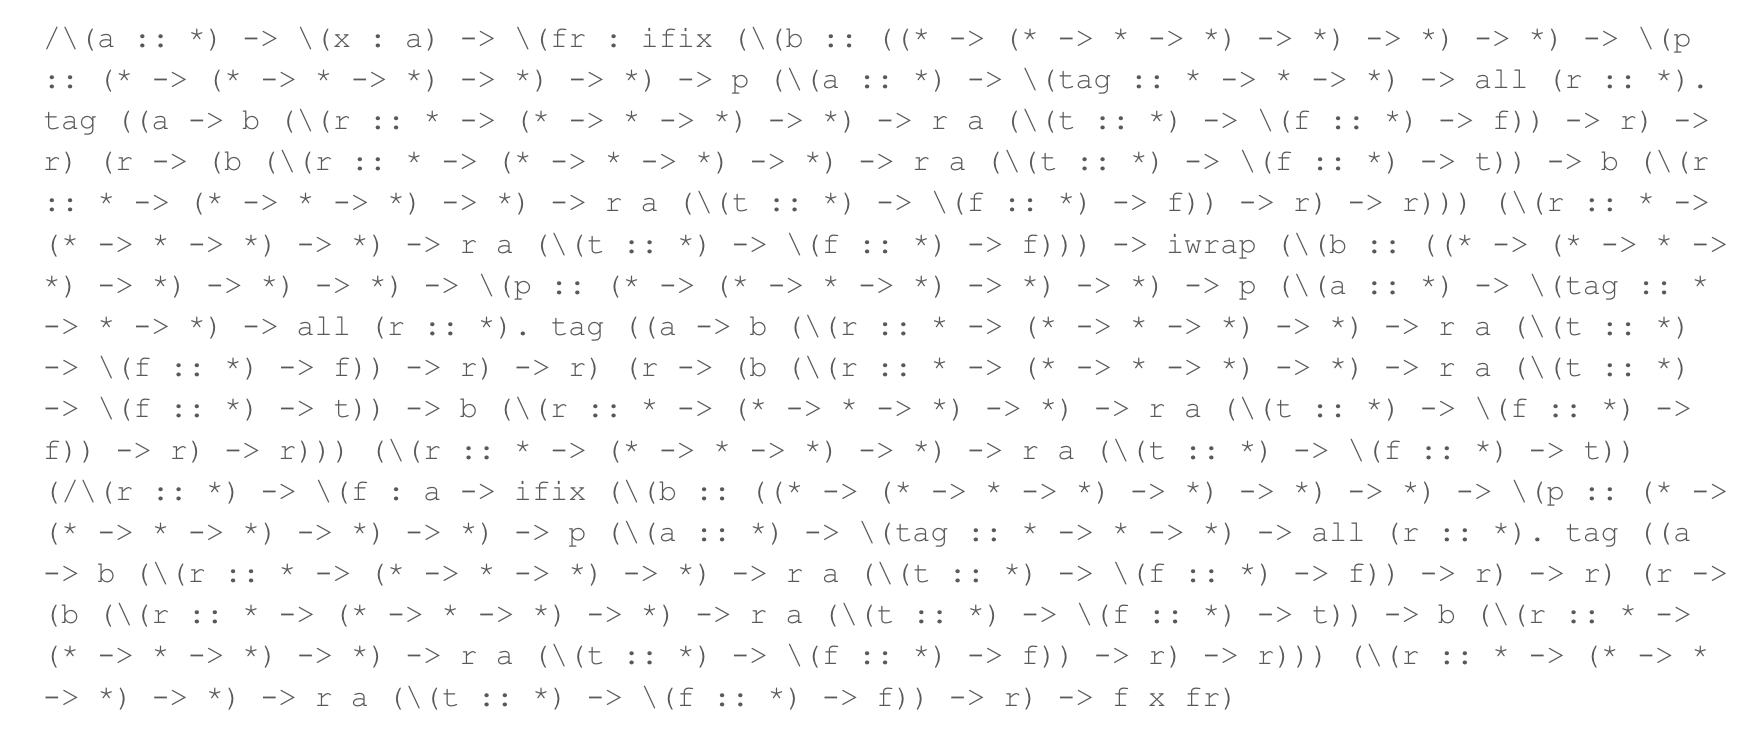 /\(a :: *) -> \(x : a) -> \(fr : ifix (\(b :: ((* -> (* -> * -> *) -> *) -> *) -> *) -> \(p
:: (* -> (* -> * -> *) -> *) -> *) -> p (\(a :: *) -> \(tag :: * -> * -> *) -> all (r :: *).
tag ((a -> b (\(r :: * -> (* -> * -> *) -> *) -> r a (\(t :: *) -> \(f :: *) -> f)) -> r) ->
r) (r -> (b (\(r :: * -> (* -> * -> *) -> *) -> r a (\(t :: *) -> \(f :: *) -> t)) -> b (\(r
:: * -> (* -> * -> *) -> *) -> r a (\(t :: *) -> \(f :: *) -> f)) -> r) -> r))) (\(r :: * ->
(* -> * -> *) -> *) -> r a (\(t :: *) -> \(f :: *) -> f))) -> iwrap (\(b :: ((* -> (* -> * ->
*) -> *) -> *) -> *) -> \(p :: (* -> (* -> * -> *) -> *) -> *) -> p (\(a :: *) -> \(tag :: *
-> * -> *) -> all (r :: *). tag ((a -> b (\(r :: * -> (* -> * -> *) -> *) -> r a (\(t :: *)
-> \(f :: *) -> f)) -> r) -> r) (r -> (b (\(r :: * -> (* -> * -> *) -> *) -> r a (\(t :: *)
-> \(f :: *) -> t)) -> b (\(r :: * -> (* -> * -> *) -> *) -> r a (\(t :: *) -> \(f :: *) ->
f)) -> r) -> r))) (\(r :: * -> (* -> * -> *) -> *) -> r a (\(t :: *) -> \(f :: *) -> t))
(/\(r :: *) -> \(f : a -> ifix (\(b :: ((* -> (* -> * -> *) -> *) -> *) -> *) -> \(p :: (* ->
(* -> * -> *) -> *) -> *) -> p (\(a :: *) -> \(tag :: * -> * -> *) -> all (r :: *). tag ((a
-> b (\(r :: * -> (* -> * -> *) -> *) -> r a (\(t :: *) -> \(f :: *) -> f)) -> r) -> r) (r ->
(b (\(r :: * -> (* -> * -> *) -> *) -> r a (\(t :: *) -> \(f :: *) -> t)) -> b (\(r :: * ->
(* -> * -> *) -> *) -> r a (\(t :: *) -> \(f :: *) -> f)) -> r) -> r))) (\(r :: * -> (* -> *
-> *) -> *) -> r a (\(t :: *) -> \(f :: *) -> f)) -> r) -> f x fr)